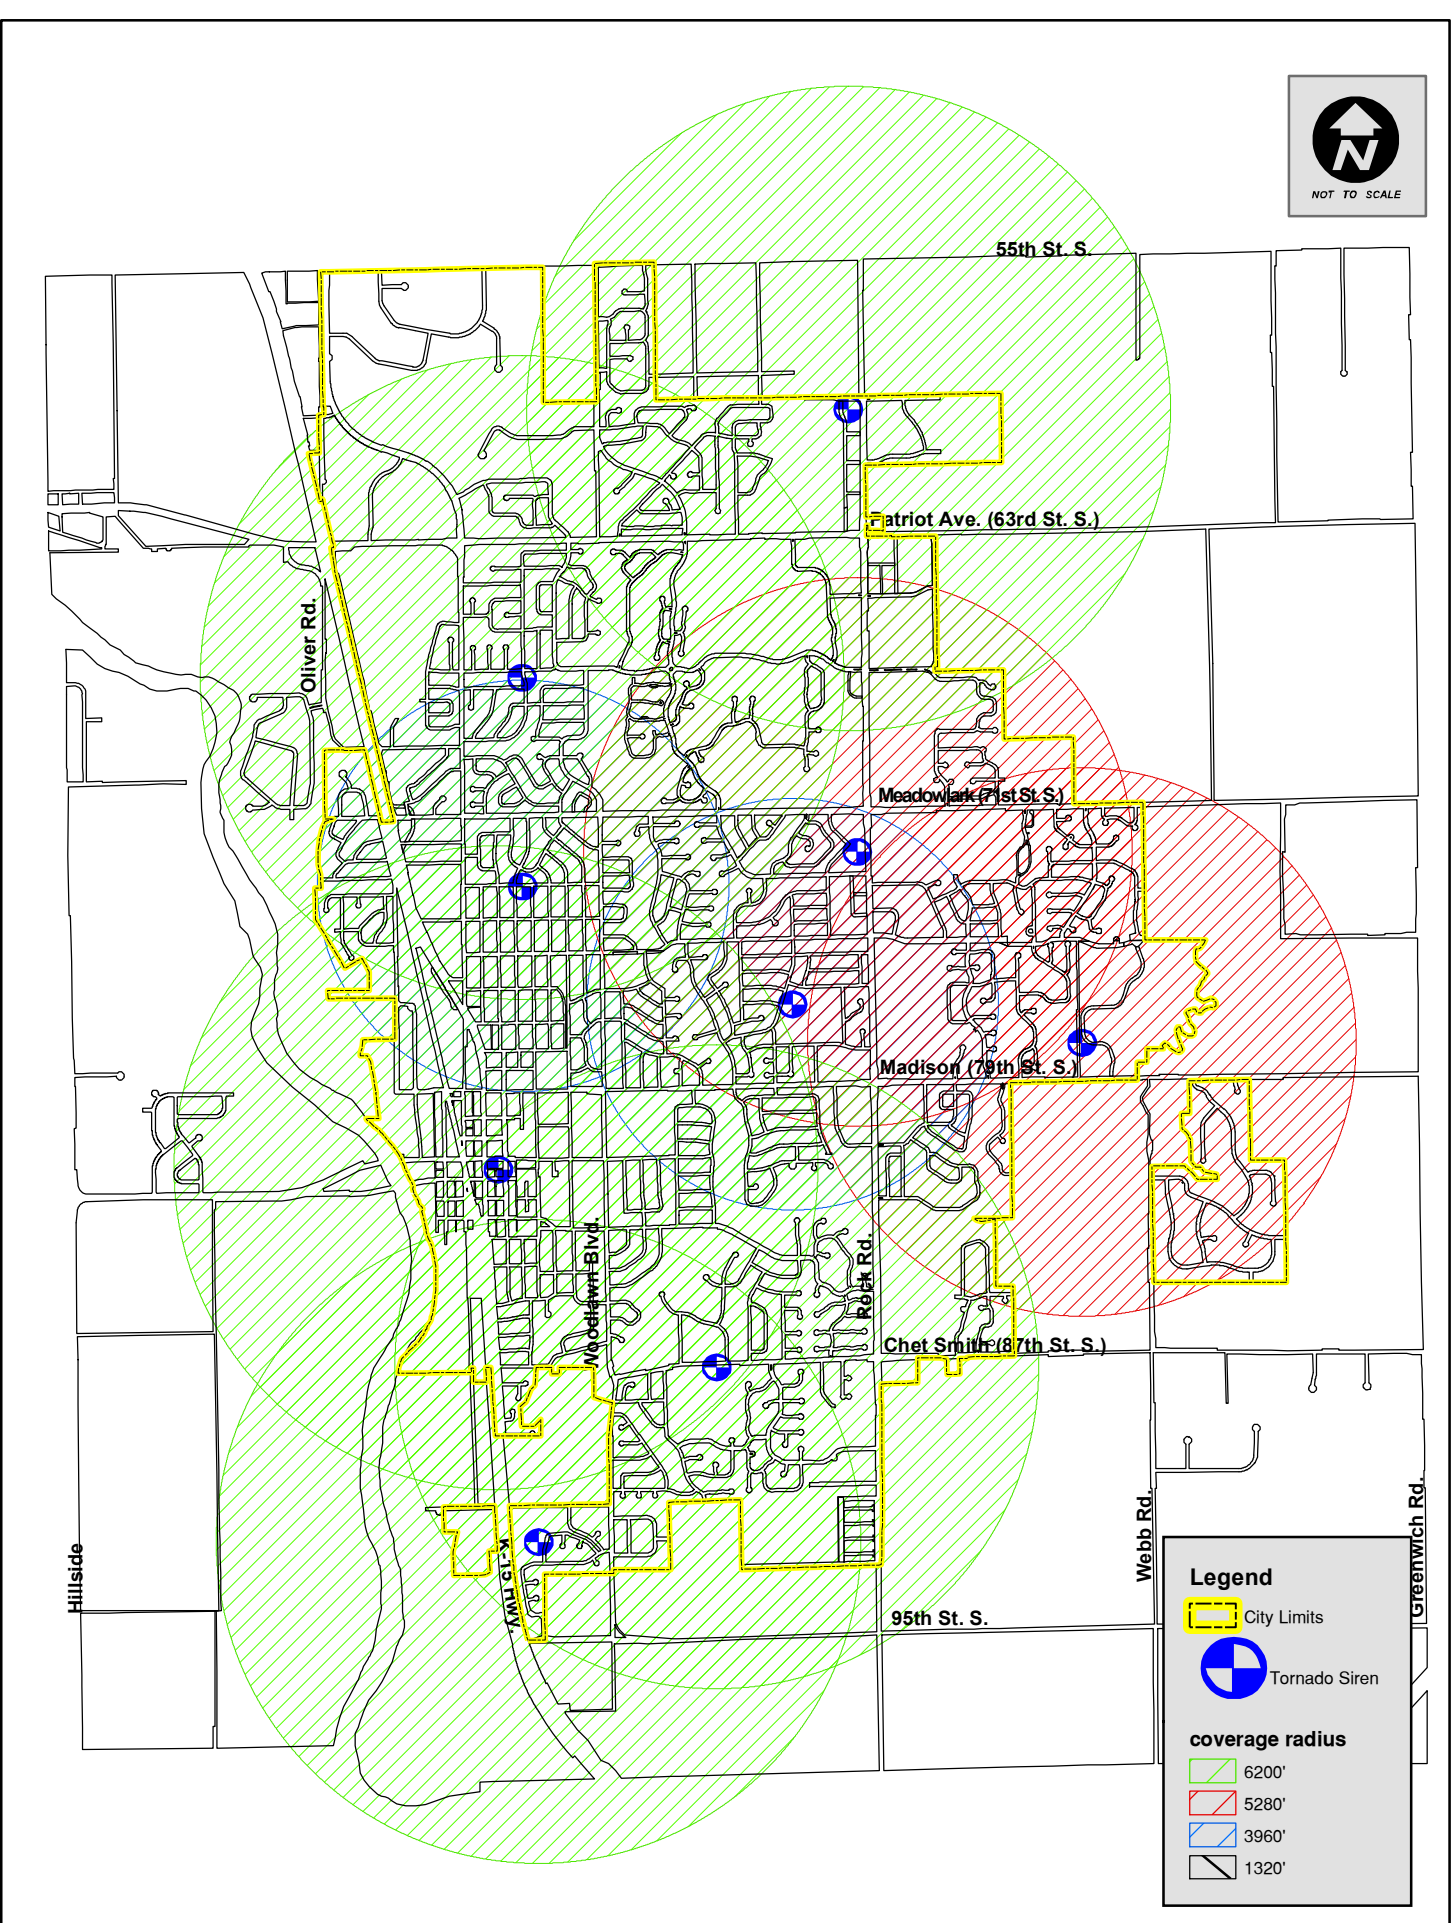 N
NOT TO SCALE
55th St. S.
Patriot Ave. (63rd St. S.)
Oliver Rd.
Meadowlark (71st St. S.)
Madison (79th St. S.)
Woodlawn Blvd.
Rock Rd.
Chet Smith (87th St. S.)
Hillside
K-15 Hwy.
Webb Rd.
Greenwich Rd.
95th St. S.
Legend
City Limits
Tornado Siren
coverage radius
6200'
5280'
3960'
1320'